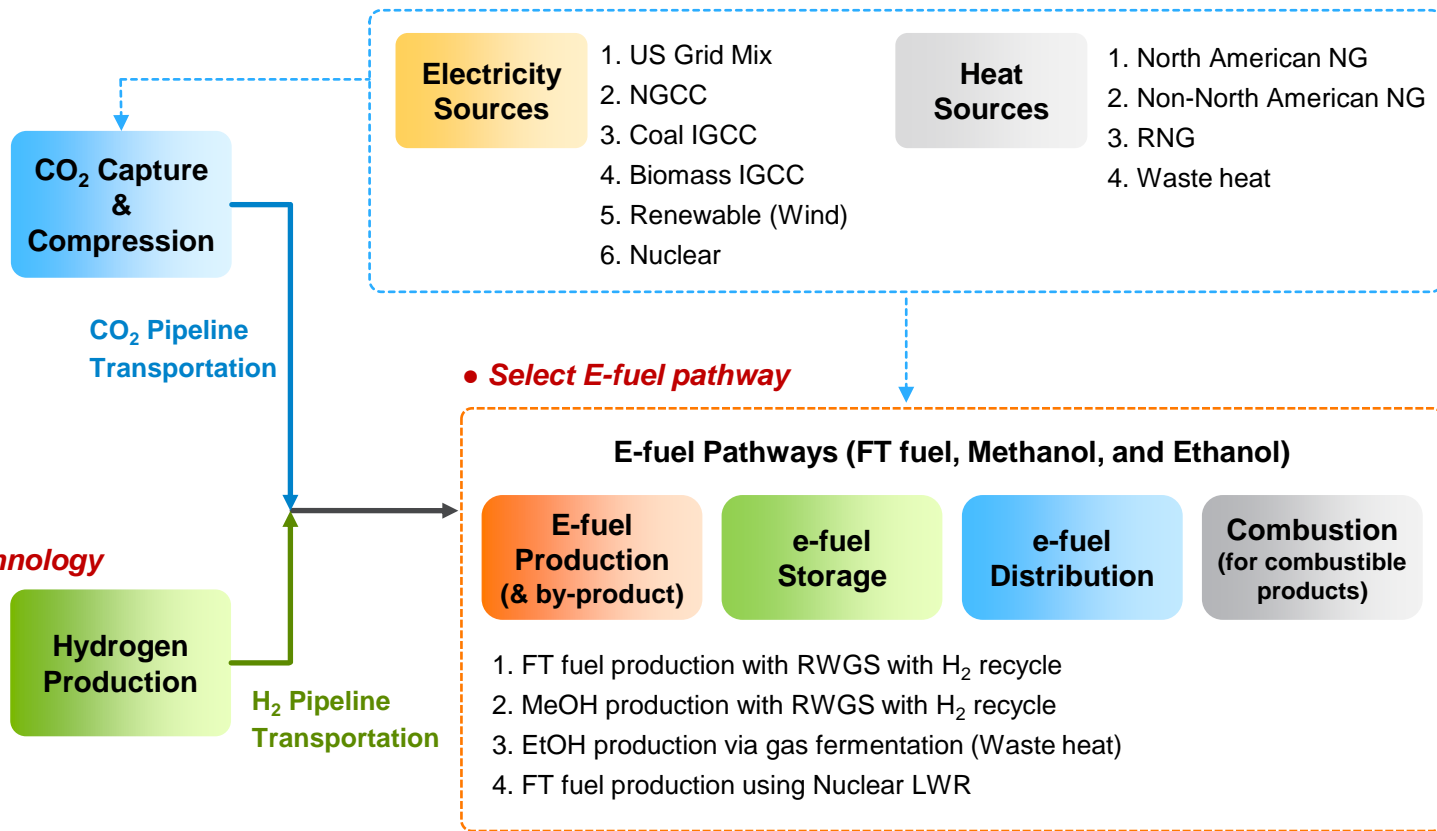 Electricity
Sources
1. US Grid Mix
2. NGCC
3. Coal IGCC
4. Biomass IGCC
5. Renewable (Wind)
6. Nuclear
Heat
Sources
1. North American NG
2. Non-North American NG
3. RNG
4. Waste heat
CO₂ Capture
&
Compression
CO₂ Pipeline
Transportation
● Select E-fuel pathway
E-fuel Pathways (FT fuel, Methanol, and Ethanol)
E-fuel
Production
(& by-product)
e-fuel
Storage
e-fuel
Distribution
Combustion
(for combustible
products)
hnology
Hydrogen
Production
H₂ Pipeline
Transportation
1. FT fuel production with RWGS with H₂ recycle
2. MeOH production with RWGS with H₂ recycle
3. EtOH production via gas fermentation (Waste heat)
4. FT fuel production using Nuclear LWR